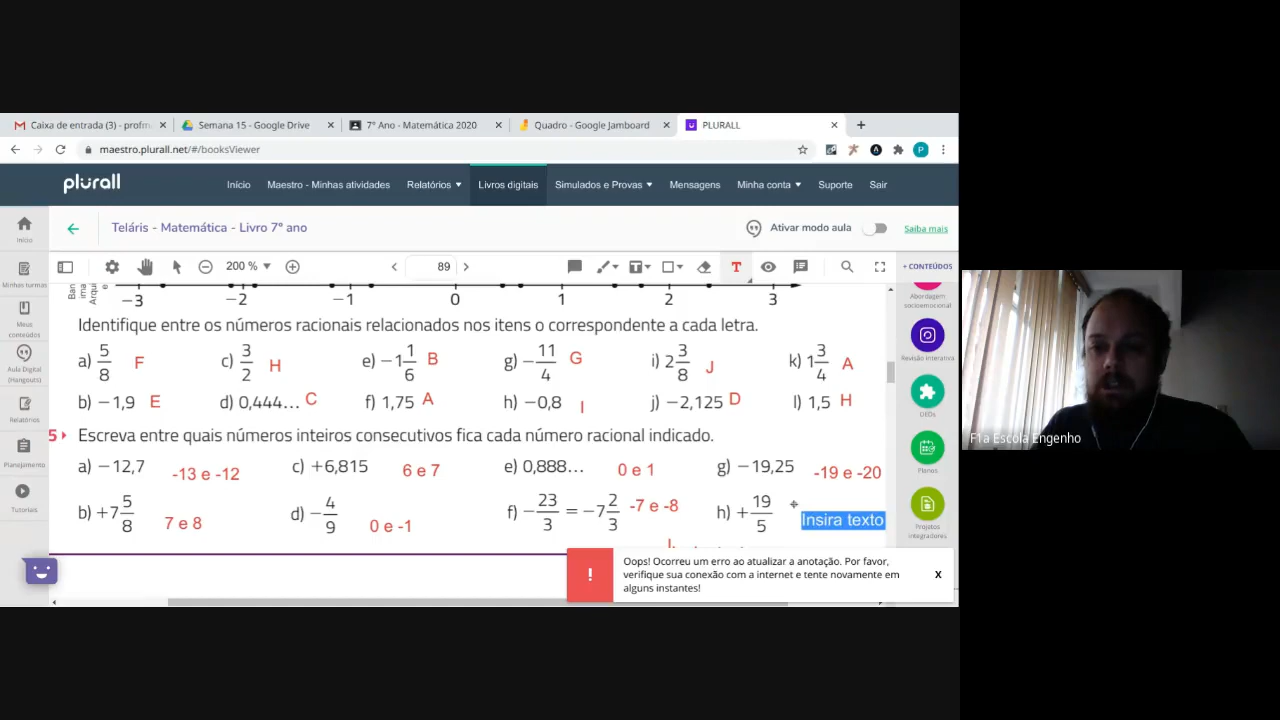 Caixa de entrada (3) - profm
Semana 15 - Google Drive
7° Ano - Matemática 2020
Quadro - Google Jamboard
PLURALL
maestro.plurall.net/#/booksViewer
plurall
Início
Maestro - Minhas atividades
Relatórios
Livros digitais
Simulados e Provas
Mensagens
Minha conta
Suporte
Sair
Teláris - Matemática - Livro 7º ano
Ativar modo aula
Saiba mais
200 %
89
+ CONTEÚDOS
Início
Minhas turmas
Meus conteúdos
Aula Digital (Hangouts)
Relatórios
Planejamento
Tutoriais
Ban
ima
Arqui
e
−3 −2 −1 0 1 2 3
Identifique entre os números racionais relacionados nos itens o correspondente a cada letra.
a) 5/8 F c) 3/2 H e) −1 1/6 B g) −11/4 G i) 2 3/8 J k) 1 3/4 A
b) −1,9 E d) 0,444... C f) 1,75 A h) −0,8 I j) −2,125 D l) 1,5 H
5 Escreva entre quais números inteiros consecutivos fica cada número racional indicado.
a) −12,7 -13 e -12 c) +6,815 6 e 7 e) 0,888... 0 e 1 g) −19,25 -19 e -20
b) +7 5/8 7 e 8 d) −4/9 0 e -1 f) −23/3 = −7 2/3 -7 e -8 h) +19/5
Insira texto
Oops! Ocorreu um erro ao atualizar a anotação. Por favor,
verifique sua conexão com a internet e tente novamente em
alguns instantes!
X
Abordagem
socioemocional
Revisão interativa
UEDs
Planos
Projetos
integradores
F1a Escola Engenho